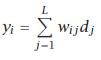 y_i = \sum_{j-1}^{L} w_{ij} d_j